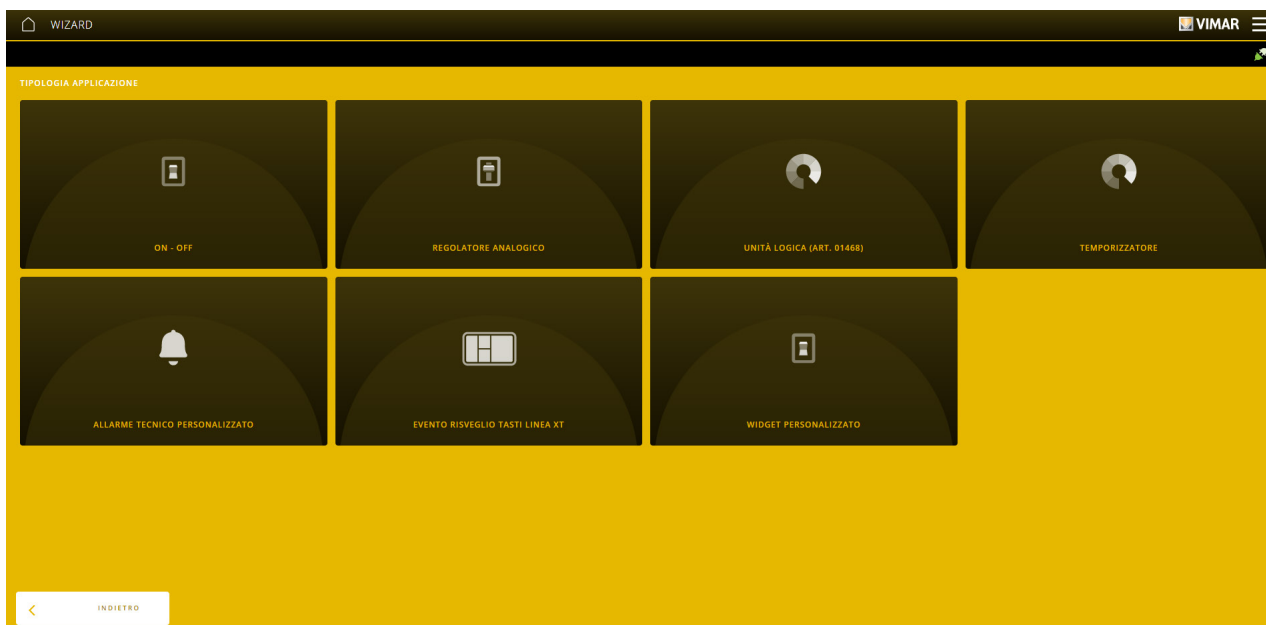 WIZARD
VIMAR
TIPOLOGIA APPLICAZIONE
ON - OFF
REGOLATORE ANALOGICO
UNITÀ LOGICA (ART. 01468)
TEMPORIZZATORE
ALLARME TECNICO PERSONALIZZATO
EVENTO RISVEGLIO TASTI LINEA XT
WIDGET PERSONALIZZATO
INDIETRO